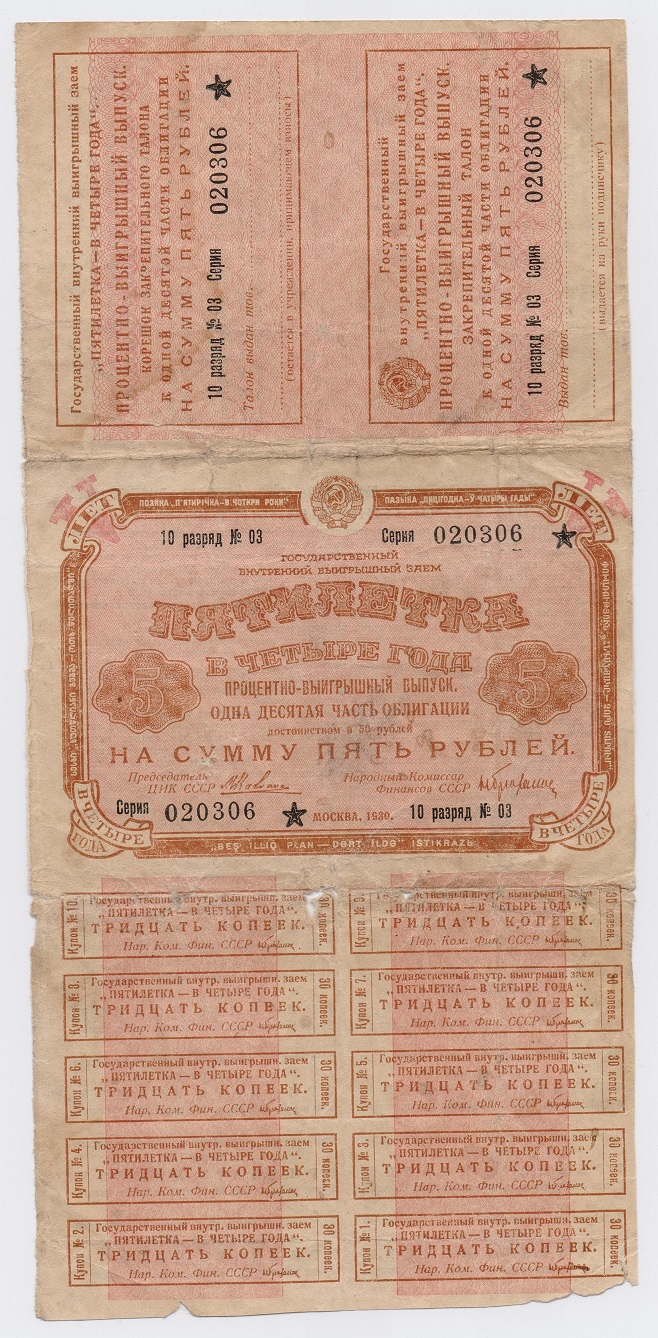 Государственный внутренний выигрышный заем
„ПЯТИЛЕТКА—В ЧЕТЫРЕ ГОДА“.
ПРОЦЕНТНО-ВЫИГРЫШНЫЙ ВЫПУСК.
КОРЕШОК ЗАКРЕПИТЕЛЬНОГО ТАЛОНА
К ОДНОЙ ДЕСЯТОЙ ЧАСТИ ОБЛИГАЦИИ
НА СУММУ ПЯТЬ РУБЛЕЙ.
10 разряд № 03 Серия 020306
Талон выдан тов.
(остается в учреждении, принимающем взносы)
Государственный
внутренний выигрышный заем
„ПЯТИЛЕТКА—В ЧЕТЫРЕ ГОДА“.
ПРОЦЕНТНО-ВЫИГРЫШНЫЙ ВЫПУСК.
ЗАКРЕПИТЕЛЬНЫЙ ТАЛОН
К ОДНОЙ ДЕСЯТОЙ ЧАСТИ ОБЛИГАЦИИ
НА СУММУ ПЯТЬ РУБЛЕЙ.
10 разряд № 03 Серия 020306
Выдан тов.
(выдается на руки подписчику)
V ЛЕТ
ПОЗИКА „П'ЯТИРІЧКА–В ЧОТИРИ РОКИ“
ПАЗЫКА „ПЯЦІГОДКА–Ў ЧАТЫРЫ ГАДЫ“
ЛЕТ V
10 разряд № 03 Серия 020306
ГОСУДАРСТВЕННЫЙ
ВНУТРЕННИЙ ВЫИГРЫШНЫЙ ЗАЕМ
ПЯТИЛЕТКА
В ЧЕТЫРЕ ГОДА
5 5
ПРОЦЕНТНО-ВЫИГРЫШНЫЙ ВЫПУСК.
ОДНА ДЕСЯТАЯ ЧАСТЬ ОБЛИГАЦИИ
достоинством в 50 рублей
НА СУММУ ПЯТЬ РУБЛЕЙ.
Председатель
ЦИК СССР
Народный Комиссар
Финансов СССР
Серия 020306 МОСКВА, 1930. 10 разряд № 03
В ЧЕТЫРЕ ГОДА
„BEŞ ILLIQ PLAN — DƏRT ILDƏ“ ISTIKRAZЬ
В ЧЕТЫРЕ ГОДА
Купон № 10.
Государственный внутр. выигрышн. заем
„ПЯТИЛЕТКА—В ЧЕТЫРЕ ГОДА“.
ТРИДЦАТЬ КОПЕЕК.
Нар. Ком. Фин. СССР
30 копеек.
Купон № 9.
Государственный внутр. выигрышн. заем
„ПЯТИЛЕТКА—В ЧЕТЫРЕ ГОДА“.
ТРИДЦАТЬ КОПЕЕК.
Нар. Ком. Фин. СССР
30 копеек.
Купон № 8.
Государственный внутр. выигрышн. заем
„ПЯТИЛЕТКА—В ЧЕТЫРЕ ГОДА“.
ТРИДЦАТЬ КОПЕЕК.
Нар. Ком. Фин. СССР
30 копеек.
Купон № 7.
Государственный внутр. выигрышн. заем
„ПЯТИЛЕТКА—В ЧЕТЫРЕ ГОДА“.
ТРИДЦАТЬ КОПЕЕК.
Нар. Ком. Фин. СССР
30 копеек.
Купон № 6.
Государственный внутр. выигрышн. заем
„ПЯТИЛЕТКА—В ЧЕТЫРЕ ГОДА“.
ТРИДЦАТЬ КОПЕЕК.
Нар. Ком. Фин. СССР
30 копеек.
Купон № 5.
Государственный внутр. выигрышн. заем
„ПЯТИЛЕТКА—В ЧЕТЫРЕ ГОДА“.
ТРИДЦАТЬ КОПЕЕК.
Нар. Ком. Фин. СССР
30 копеек.
Купон № 4.
Государственный внутр. выигрышн. заем
„ПЯТИЛЕТКА—В ЧЕТЫРЕ ГОДА“.
ТРИДЦАТЬ КОПЕЕК.
Нар. Ком. Фин. СССР
30 копеек.
Купон № 3.
Государственный внутр. выигрышн. заем
„ПЯТИЛЕТКА—В ЧЕТЫРЕ ГОДА“.
ТРИДЦАТЬ КОПЕЕК.
Нар. Ком. Фин. СССР
30 копеек.
Купон № 2.
Государственный внутр. выигрышн. заем
„ПЯТИЛЕТКА—В ЧЕТЫРЕ ГОДА“.
ТРИДЦАТЬ КОПЕЕК.
Нар. Ком. Фин. СССР
30 копеек.
Купон № 1.
Государственный внутр. выигрышн. заем
„ПЯТИЛЕТКА—В ЧЕТЫРЕ ГОДА“.
ТРИДЦАТЬ КОПЕЕК.
Нар. Ком. Фин. СССР
30 копеек.